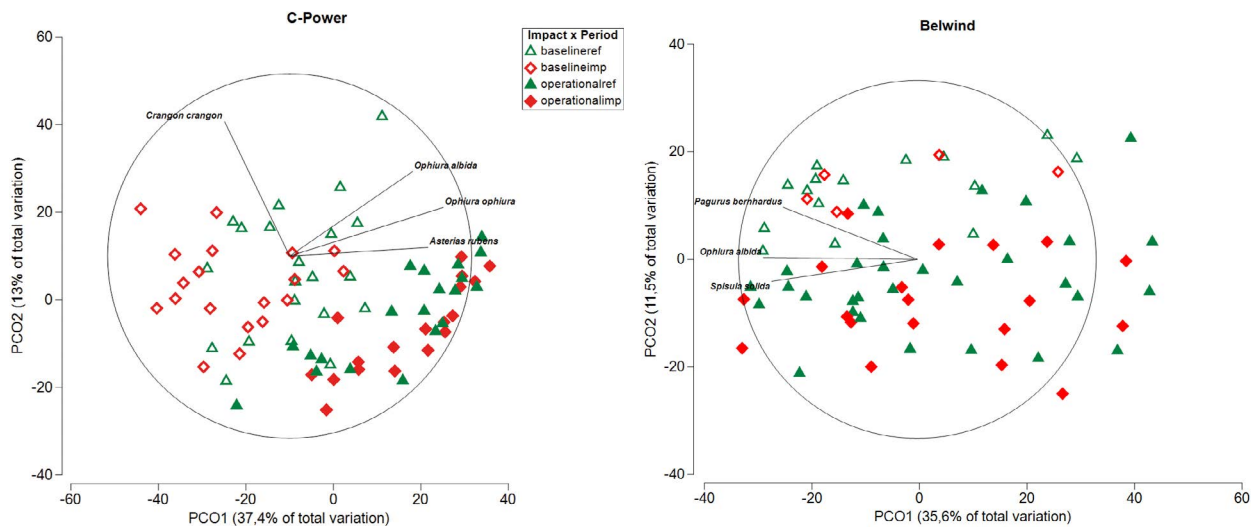 C-Power
Impact x Period
baselineref
baselineimp
operationalref
operationalimp
60
40
20
0
-20
-40
PCO2 (13% of total variation)
Crangon crangon
Ophiura albida
Ophiura ophiura
Asterias rubens
-60
-40
-20
0
20
40
PCO1 (37,4% of total variation)
Belwind
40
20
0
-20
-40
PCO2 (11,5% of total variation)
Pagurus bernhardus
Ophiura albida
Spisula solida
-40
-20
0
20
40
60
PCO1 (35,6% of total variation)